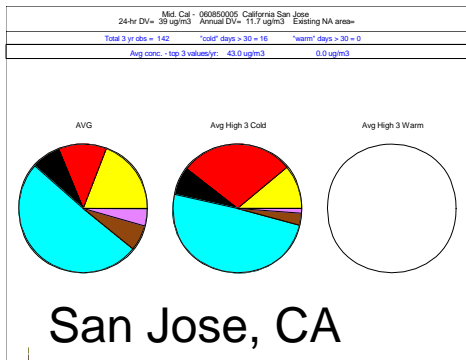 Mid. Cal - 060850005 California San Jose
24-hr DV= 39 ug/m3 Annual DV= 11.7 ug/m3 Existing NA area=
Total 3 yr obs = 142 "cold" days > 30 = 16 "warm" days > 30 = 0
Avg conc. - top 3 values/yr: 43.0 ug/m3 0.0 ug/m3
AVG Avg High 3 Cold Avg High 3 Warm
San Jose, CA